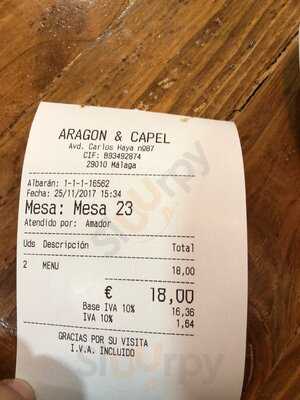 ARAGON & CAPEL
Avd. Carlos Haya nº87
CIF: B93492874
29010 Málaga
Albarán: 1-1-1-16562
Fecha: 25/11/2017 15:34
Mesa: Mesa 23
Atendido por: Amador
Uds Descripción Total
2 MENU 18,00
€ 18,00
Base IVA 10% 16,36
IVA 10% 1,64
GRACIAS POR SU VISITA
I.V.A. INCLUIDO
Sluurpy
Sluurpy